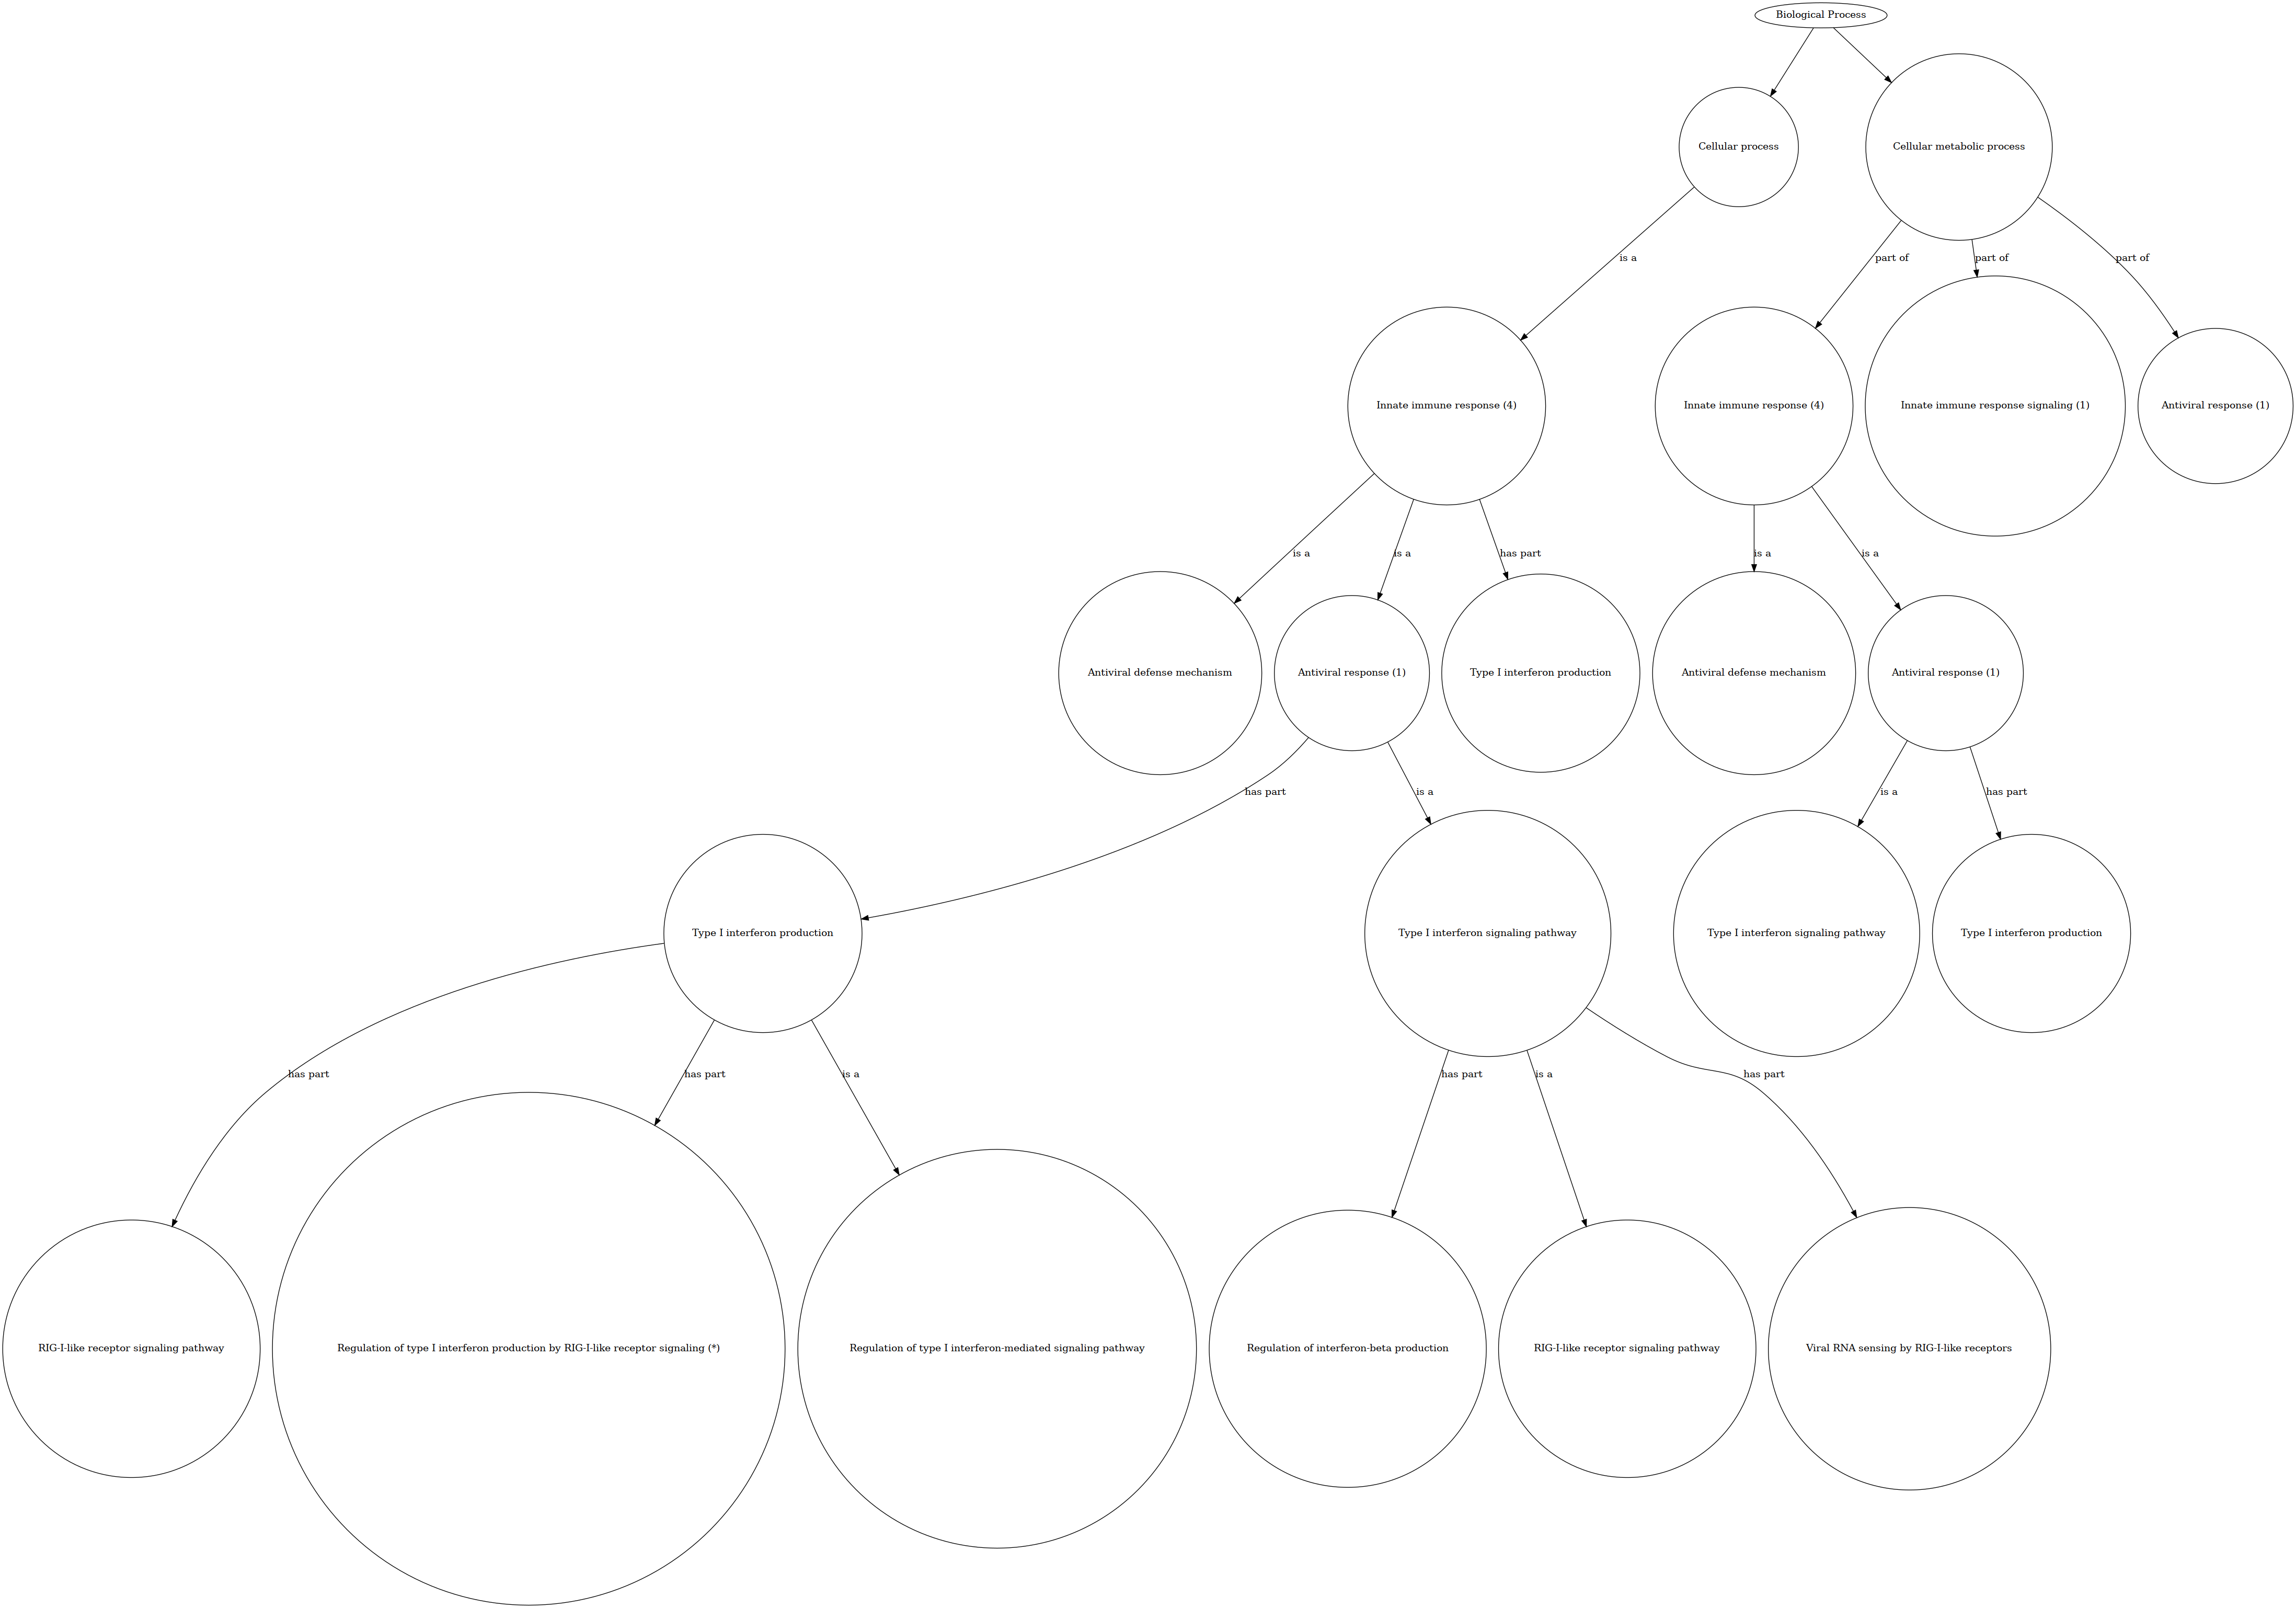 Biological Process
Cellular process
Cellular metabolic process
is a
part of
part of
part of
Innate immune response (4)
Innate immune response (4)
Innate immune response signaling (1)
Antiviral response (1)
is a
is a
has part
is a
is a
Antiviral defense mechanism
Antiviral response (1)
Type I interferon production
Antiviral defense mechanism
Antiviral response (1)
has part
is a
is a
has part
Type I interferon production
Type I interferon signaling pathway
Type I interferon signaling pathway
Type I interferon production
has part
has part
is a
has part
is a
has part
RIG-I-like receptor signaling pathway
Regulation of type I interferon production by RIG-I-like receptor signaling (*)
Regulation of type I interferon-mediated signaling pathway
Regulation of interferon-beta production
RIG-I-like receptor signaling pathway
Viral RNA sensing by RIG-I-like receptors